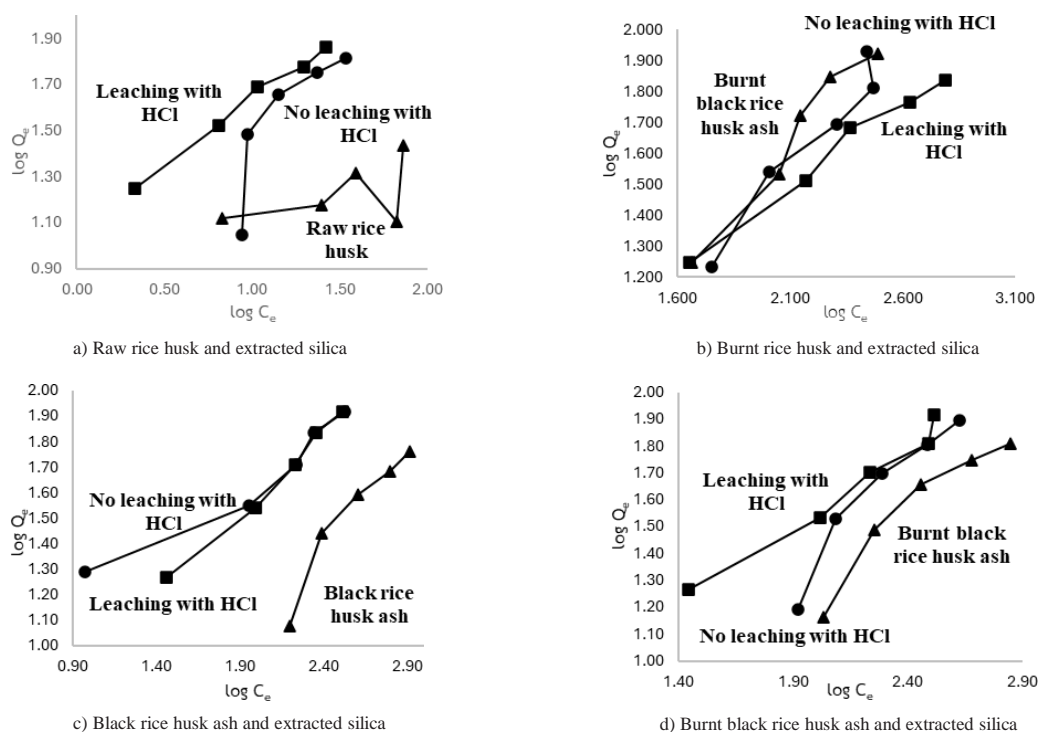 1.90
1.70
1.50
1.30
1.10
0.90
log Qₑ
Leaching with
HCl
No leaching with
HCl
Raw rice
husk
0.00 0.50 1.00 1.50 2.00
log Cₑ
a) Raw rice husk and extracted silica
2.000
1.900
1.800
1.700
1.600
1.500
1.400
1.300
1.200
log Qₑ
No leaching with HCl
Burnt
black rice
husk ash
Leaching with
HCl
1.600 2.100 2.600 3.100
log Cₑ
b) Burnt rice husk and extracted silica
2.00
1.90
1.80
1.70
1.60
1.50
1.40
1.30
1.20
1.10
1.00
log Qₑ
No leaching with
HCl
Leaching with HCl
Black rice
husk ash
0.90 1.40 1.90 2.40 2.90
log Cₑ
c) Black rice husk ash and extracted silica
2.00
1.90
1.80
1.70
1.60
1.50
1.40
1.30
1.20
1.10
1.00
log Qₑ
Leaching with
HCl
Burnt black
rice husk ash
No leaching with HCl
1.40 1.90 2.40 2.90
log Cₑ
d) Burnt black rice husk ash and extracted silica